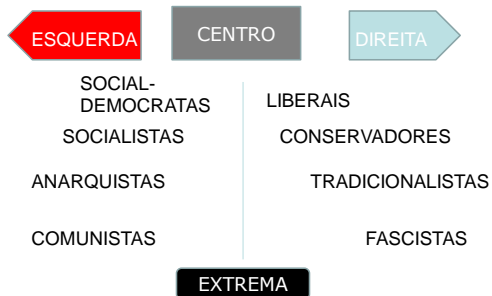 ESQUERDA
CENTRO
DIREITA
SOCIAL-
DEMOCRATAS
LIBERAIS
SOCIALISTAS
CONSERVADORES
ANARQUISTAS
TRADICIONALISTAS
COMUNISTAS
FASCISTAS
EXTREMA